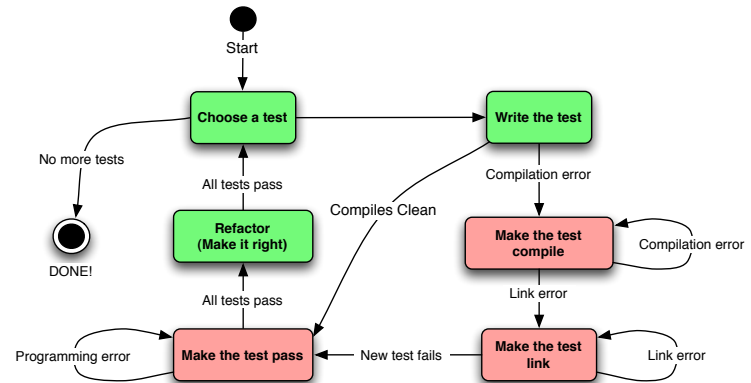 Start
Choose a test
Write the test
No more tests
All tests pass
Compilation error
Compiles Clean
Refactor
(Make it right)
Make the test
compile
Compilation error
DONE!
All tests pass
Link error
Programming error
Make the test pass
New test fails
Make the test
link
Link error